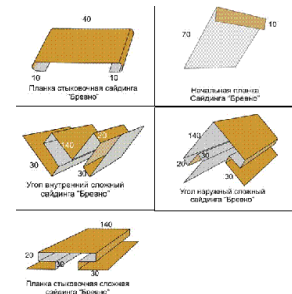 40
10
10
Планка стыковочная сайдинга
"Бревно"
70
10
Начальная планка
Сайдинга "Бревно"
140
20
30
30
Угол внутренний сложный
сайдинга "Бревно"
140
20
30
30
Угол наружный сложный
сайдинга "Бревно"
140
20
30
30
Планка стыковочная сложная
сайдинга "Бревно"